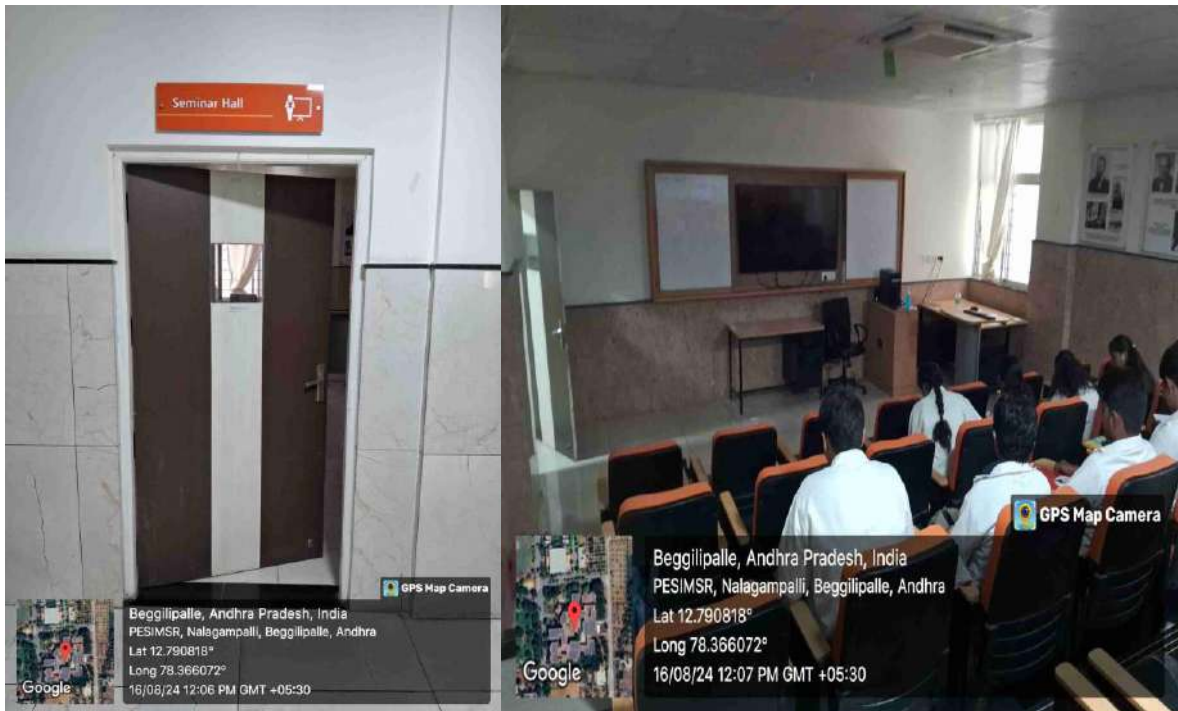 Seminar Hall
GPS Map Camera
Beggilipalle, Andhra Pradesh, India
PESIMSR, Nalagampalli, Beggilipalle, Andhra
Lat 12.790818°
Long 78.366072°
16/08/24 12:06 PM GMT +05:30
Google
GPS Map Camera
Beggilipalle, Andhra Pradesh, India
PESIMSR, Nalagampalli, Beggilipalle, Andhra
Lat 12.790818°
Long 78.366072°
16/08/24 12:07 PM GMT +05:30
Google